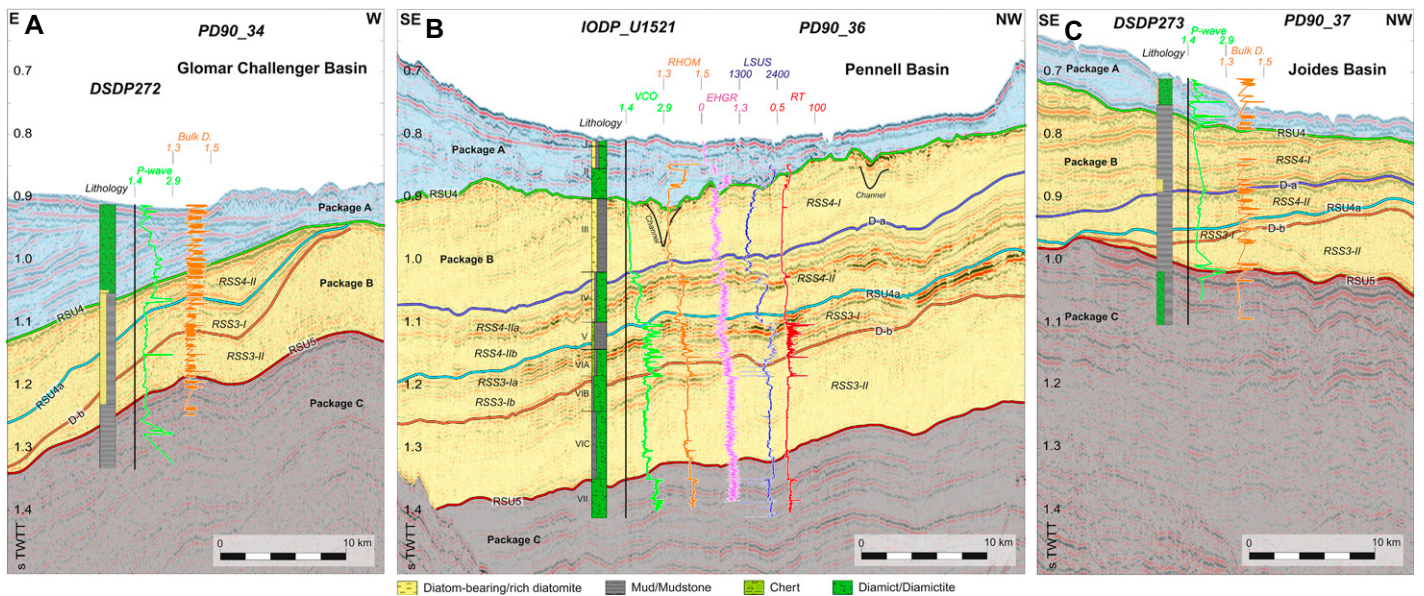 E A W
PD90_34
Glomar Challenger Basin
DSDP272
Bulk D.
1.3 1.5
P-wave
Lithology 1.4 2.9
0.7
0.8
0.9
1.0
1.1
1.2
1.3
1.4
s TWTT
Package A
Package B
Package C
RSU4
RSS4-II
RSS3-I
RSS3-II
RSU4a
D-b
RSU5
0 10 km
SE B NW
IODP_U1521 PD90_36
Pennell Basin
RHOM LSUS
1.3 1.5 1300 2400
VCO EHGR RT
1.4 2.9 0 1.3 0.5 100
Lithology
0.7
0.8
0.9
1.0
1.1
1.2
1.3
1.4
s TWTT
Package A
Package B
Package C
RSU4
I
II
III
IV
V
VIA
VIB
VIC
VII
Channel
Channel
RSS4-I
D-a
RSS4-II
RSU4a
RSS3-I
D-b
RSS3-II
RSS4-IIa
RSS4-IIb
RSS3-Ia
RSS3-Ib
RSU5
0 10 km
SE C NW
DSDP273 PD90_37
P-wave
1.4 2.9
Bulk D.
1.3 1.5
Lithology
Joides Basin
0.7
0.8
0.9
1.0
1.1
1.2
1.3
1.4
s TWTT
Package A
RSU4
Package B
RSS4-I
D-a
RSS4-II
RSU4a
D-b
RSS3-I
RSS3-II
RSU5
Package C
0 10 km
Diatom-bearing/rich diatomite Mud/Mudstone Chert Diamict/Diamictite